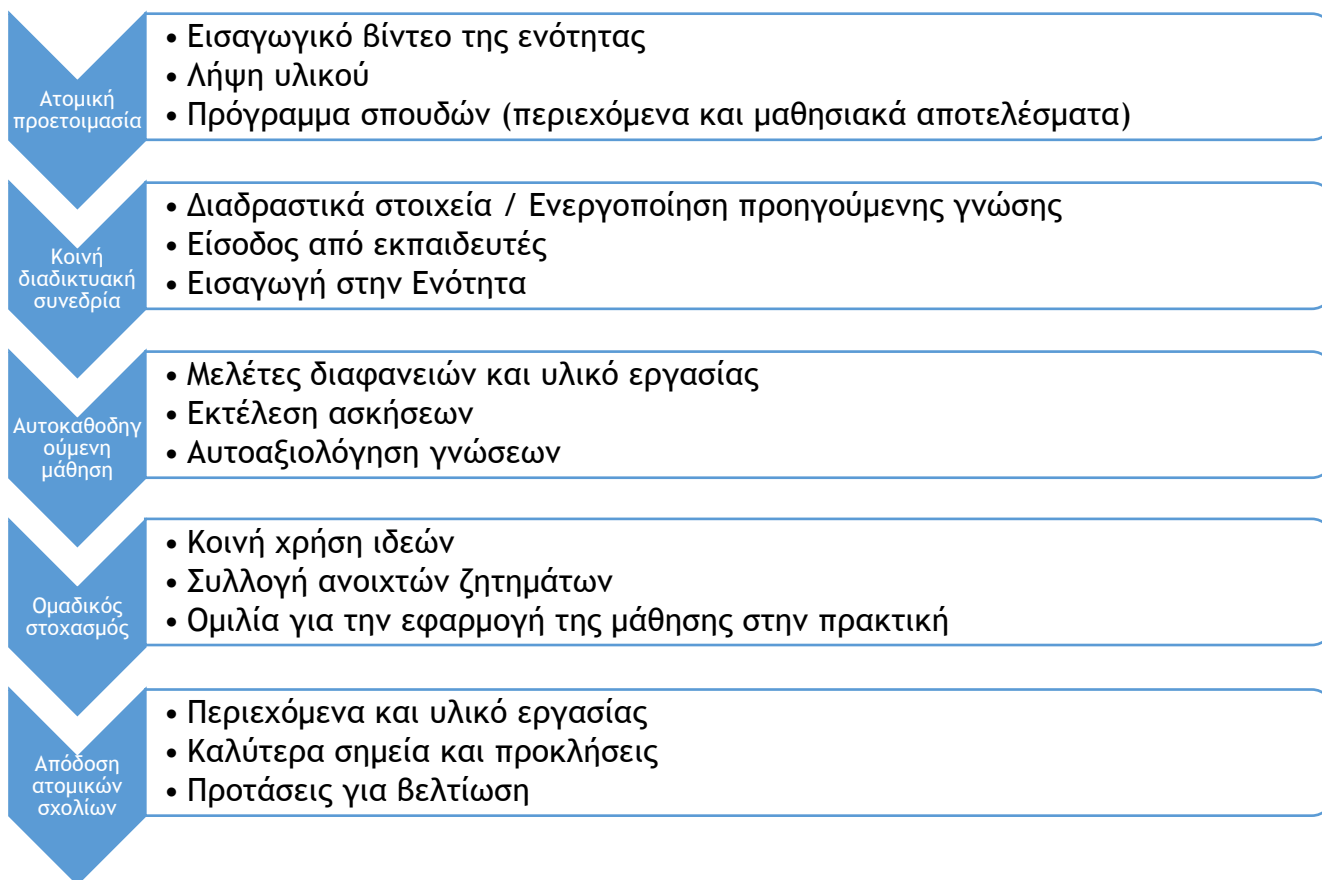 Ατομική
προετοιμασία
• Εισαγωγικό βίντεο της ενότητας
• Λήψη υλικού
• Πρόγραμμα σπουδών (περιεχόμενα και μαθησιακά αποτελέσματα)
Κοινή
διαδικτυακή
συνεδρία
• Διαδραστικά στοιχεία / Ενεργοποίηση προηγούμενης γνώσης
• Είσοδος από εκπαιδευτές
• Εισαγωγή στην Ενότητα
Αυτοκαθοδηγ
ούμενη
μάθηση
• Μελέτες διαφανειών και υλικό εργασίας
• Εκτέλεση ασκήσεων
• Αυτοαξιολόγηση γνώσεων
Ομαδικός
στοχασμός
• Κοινή χρήση ιδεών
• Συλλογή ανοιχτών ζητημάτων
• Ομιλία για την εφαρμογή της μάθησης στην πρακτική
Απόδοση
ατομικών
σχολίων
• Περιεχόμενα και υλικό εργασίας
• Καλύτερα σημεία και προκλήσεις
• Προτάσεις για βελτίωση